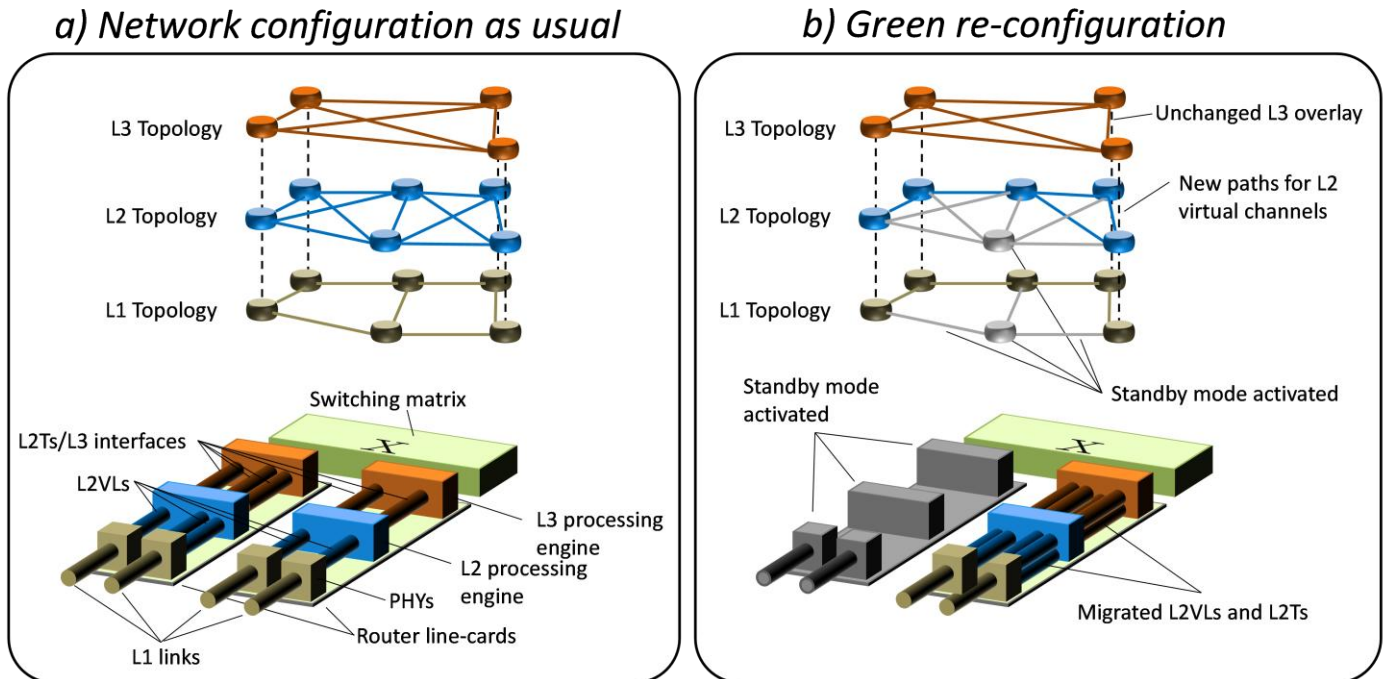 a) Network configuration as usual
L3 Topology
L2 Topology
L1 Topology
Switching matrix
X
L2Ts/L3 interfaces
L2VLs
L3 processing
engine
L2 processing
engine
PHYs
Router line-cards
L1 links
b) Green re-configuration
L3 Topology
Unchanged L3 overlay
New paths for L2
virtual channels
L2 Topology
L1 Topology
Standby mode
activated
Standby mode activated
X
Migrated L2VLs and L2Ts